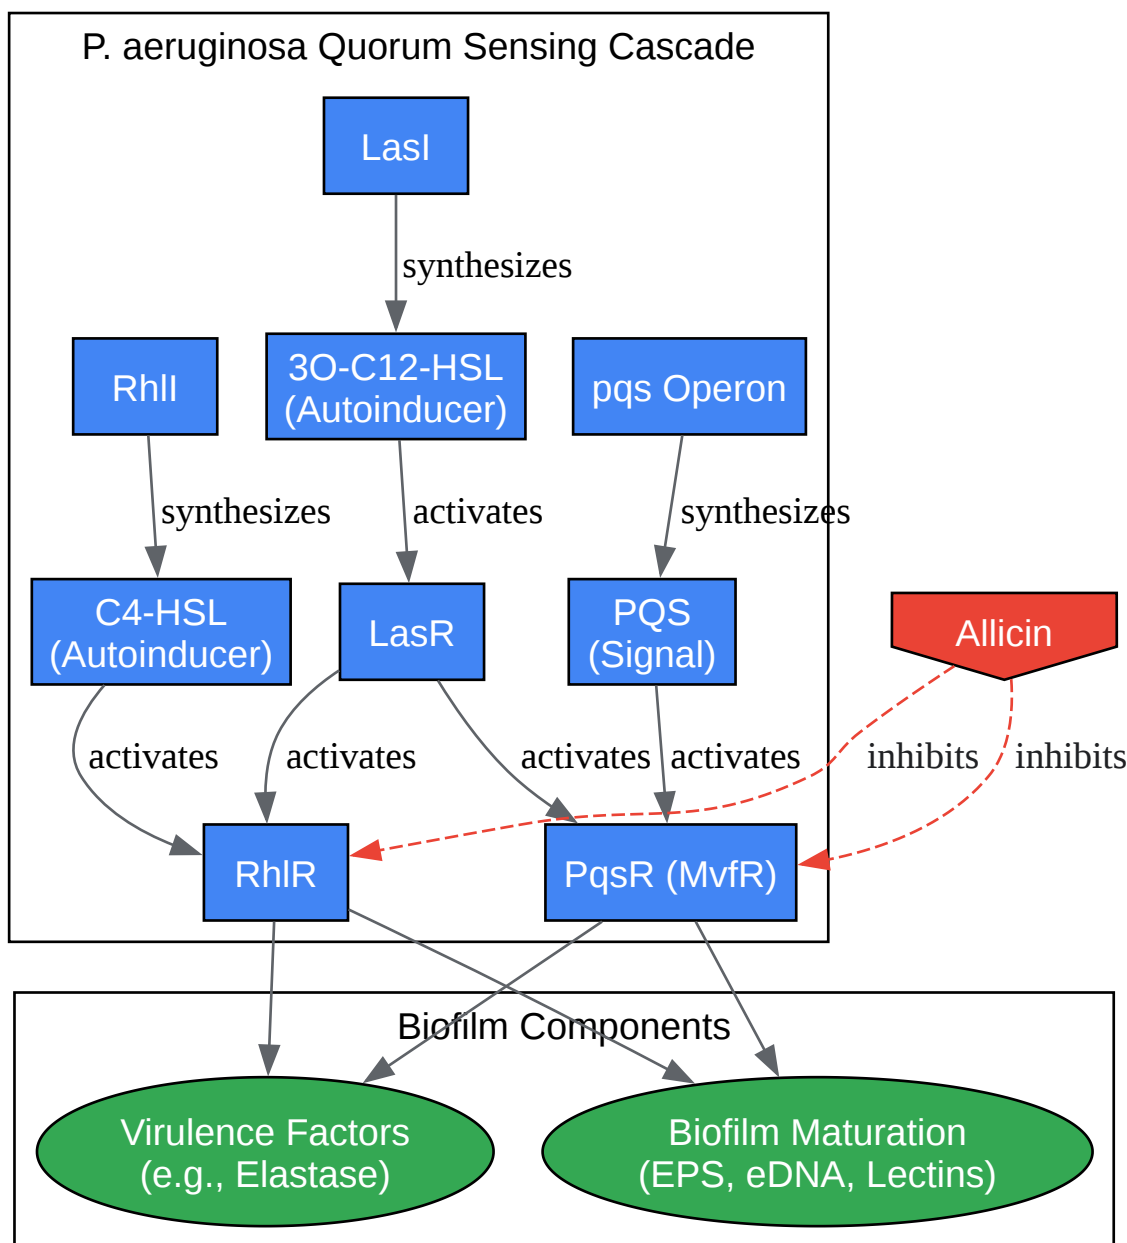 P. aeruginosa Quorum Sensing Cascade
LasI
synthesizes
RhlI
3O-C12-HSL
(Autoinducer)
pqs Operon
synthesizes
activates
synthesizes
C4-HSL
(Autoinducer)
LasR
PQS
(Signal)
Allicin
activates
activates
activates
activates
inhibits
inhibits
RhlR
PqsR (MvfR)
Biofilm Components
Virulence Factors
(e.g., Elastase)
Biofilm Maturation
(EPS, eDNA, Lectins)